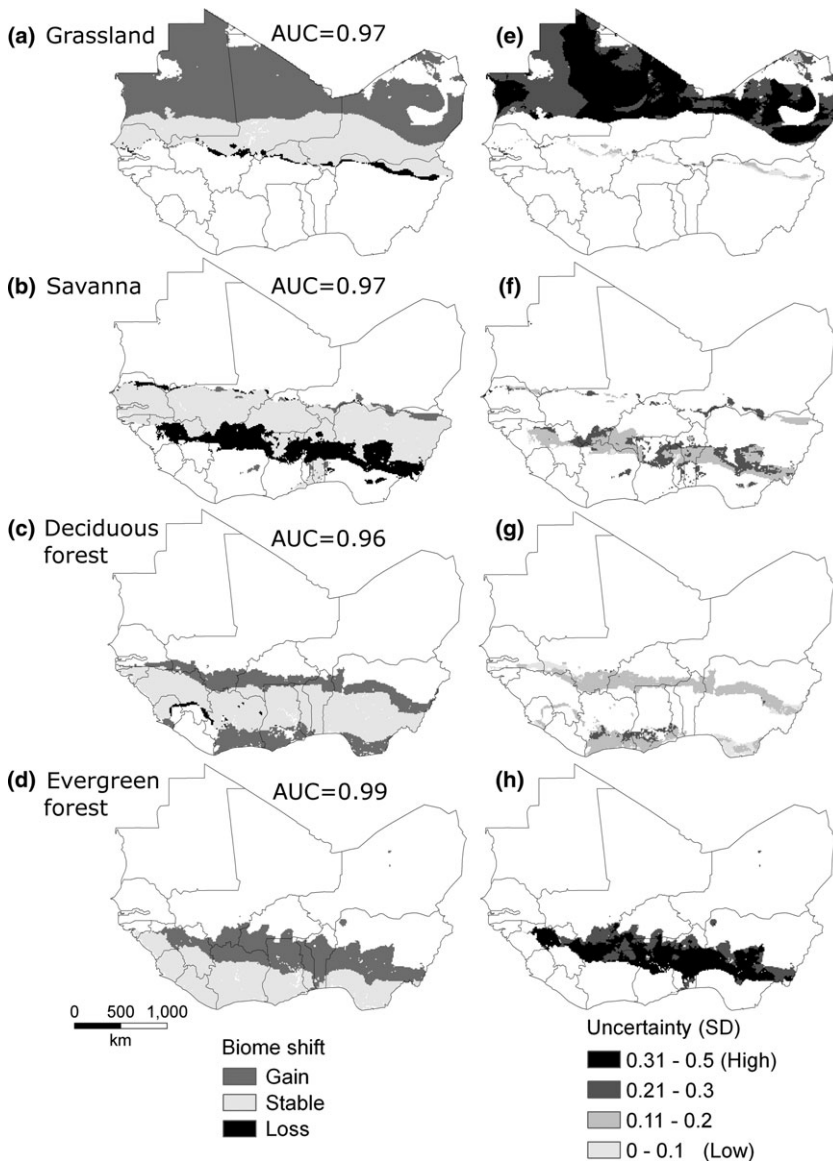 (a) Grassland AUC=0.97 (e)
(b) Savanna AUC=0.97 (f)
(c) Deciduous
forest AUC=0.96 (g)
(d) Evergreen
forest AUC=0.99 (h)
0 500 1,000
km
Biome shift
Gain
Stable
Loss
Uncertainty (SD)
0.31 - 0.5 (High)
0.21 - 0.3
0.11 - 0.2
0 - 0.1 (Low)